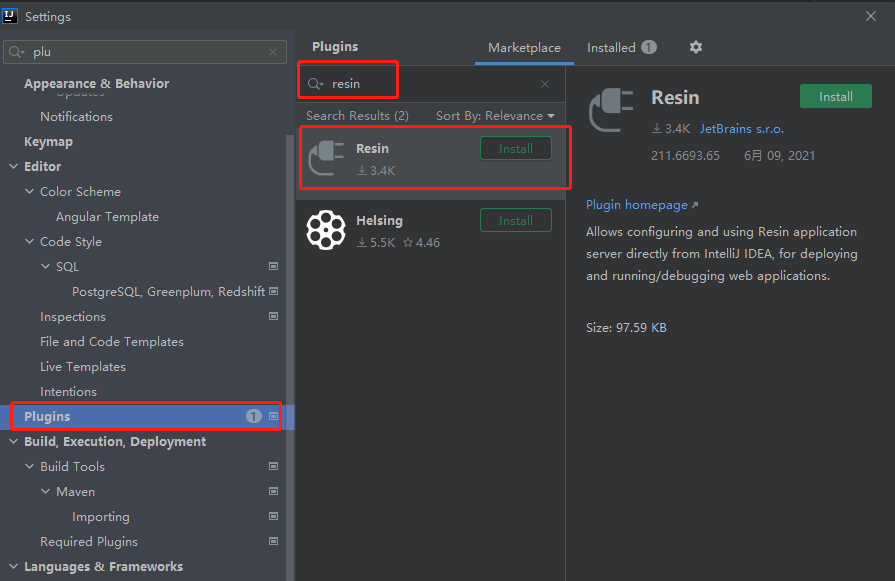 Settings
plu
Appearance & Behavior
Updates
Notifications
Keymap
Editor
Color Scheme
Angular Template
Code Style
SQL
PostgreSQL, Greenplum, Redshift
Inspections
File and Code Templates
Live Templates
Intentions
Plugins 1
Build, Execution, Deployment
Build Tools
Maven
Importing
Required Plugins
Languages & Frameworks
Plugins
Marketplace
Installed 1
resin
Search Results (2) Sort By: Relevance
Resin
Install
3.4K
Helsing
Install
5.5K 4.46
Resin
Install
3.4K JetBrains s.r.o.
211.6693.65 6月 09, 2021
Plugin homepage
Allows configuring and using Resin application
server directly from IntelliJ IDEA, for deploying
and running/debugging web applications.
Size: 97.59 KB